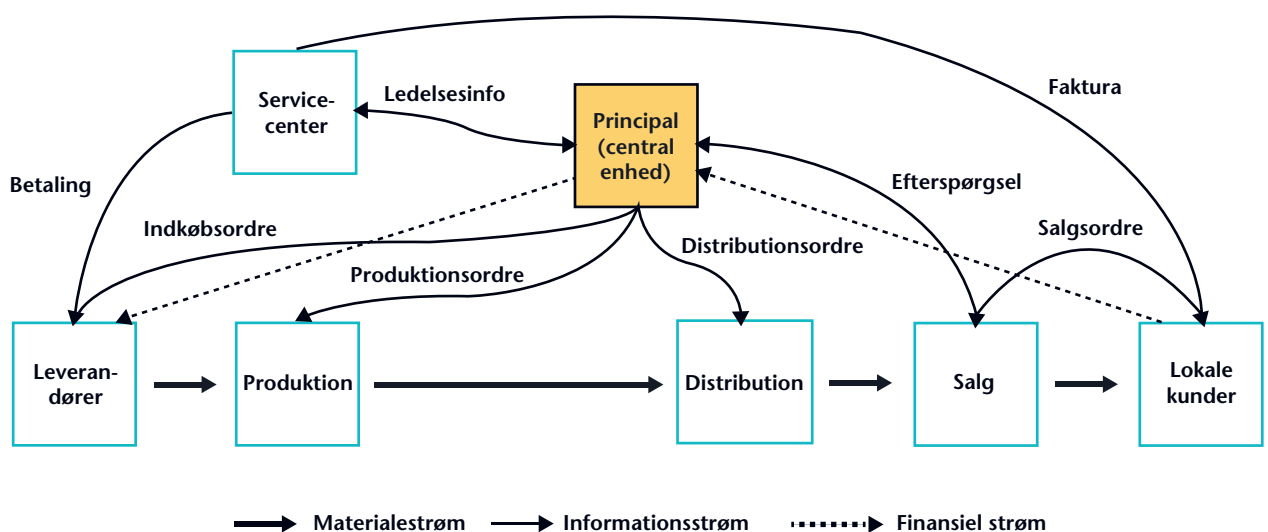 Service-
center
Ledelsesinfo
Principal
(central
enhed)
Faktura
Betaling
Efterspørgsel
Indkøbsordre
Salgsordre
Distributionsordre
Produktionsordre
Leveran-
dører
Produktion
Distribution
Salg
Lokale
kunder
Materialestrøm
Informationsstrøm
Finansiel strøm